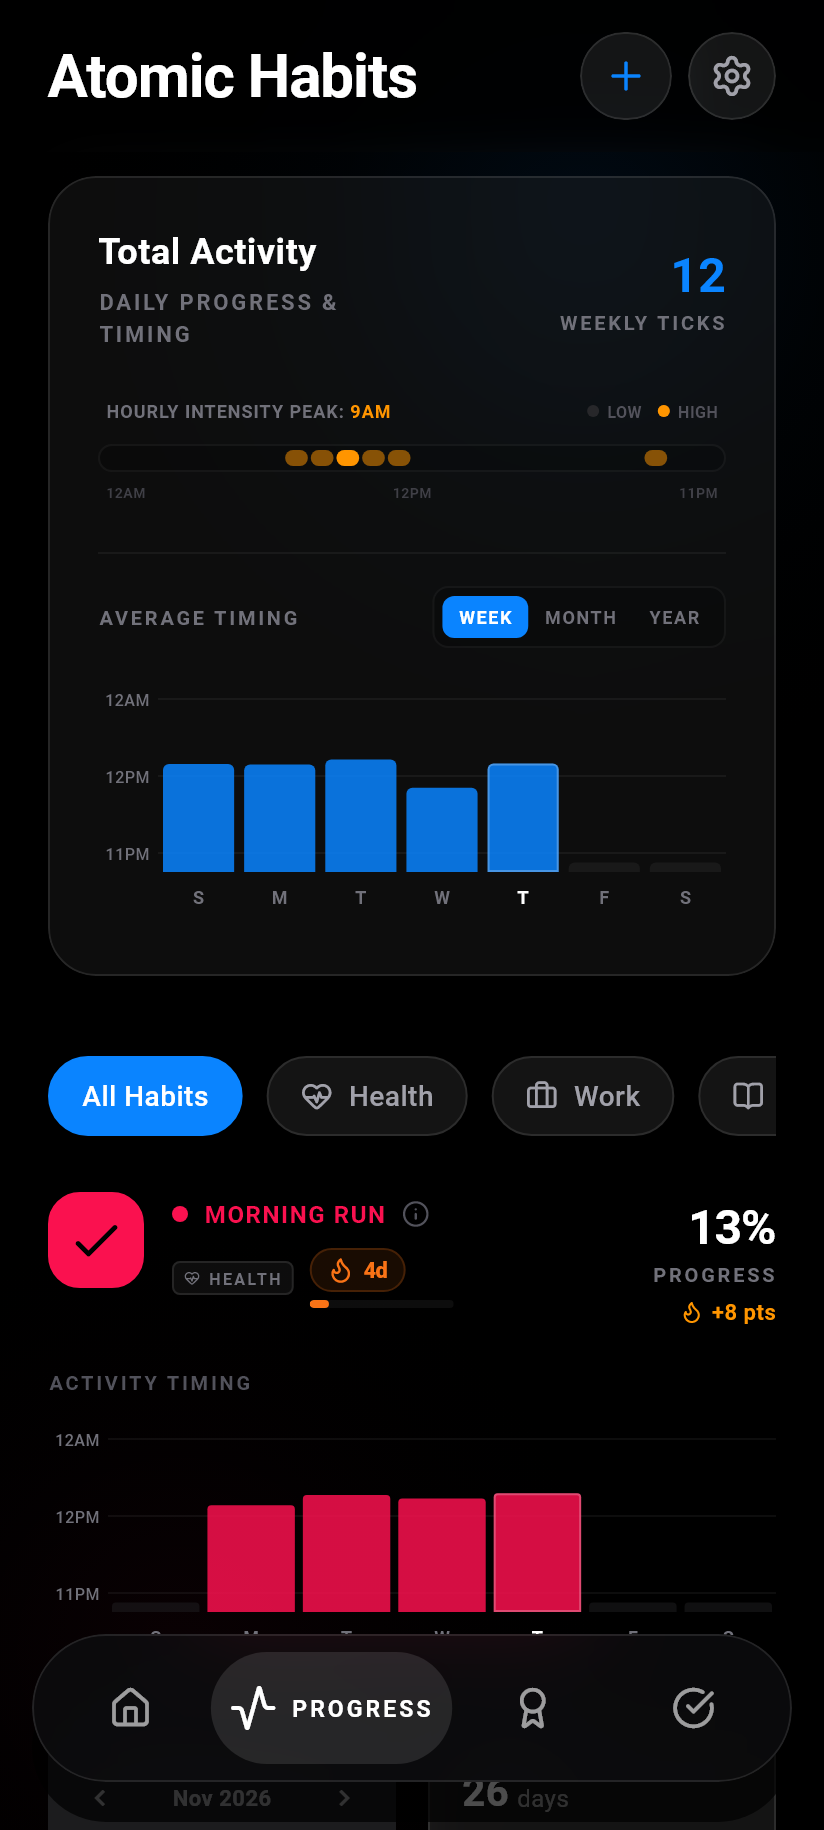 Atomic Habits
Total Activity
DAILY PROGRESS &
TIMING
12
WEEKLY TICKS
HOURLY INTENSITY PEAK: 9AM
LOW
HIGH
12AM
12PM
11PM
AVERAGE TIMING
WEEK
MONTH
YEAR
12AM
12PM
11PM
S
M
T
W
T
F
S
All Habits
Health
Work
MORNING RUN
HEALTH
4d
13%
PROGRESS
+8 pts
ACTIVITY TIMING
12AM
12PM
11PM
S
M
T
W
T
F
S
PROGRESS
Nov 2026
26 days